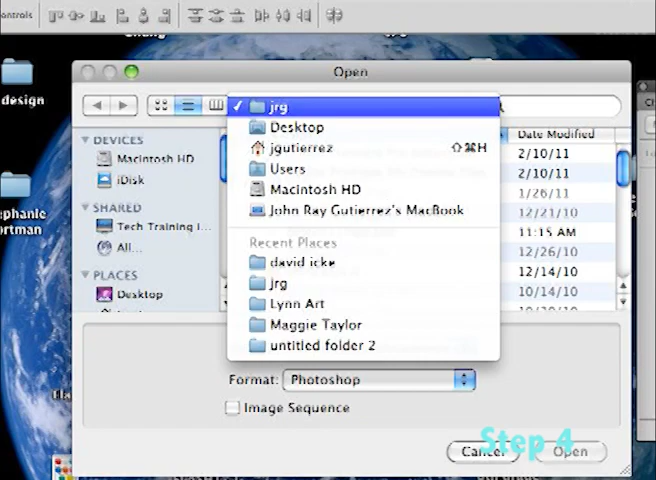 ontrols
Open
design
jrg
Desktop
jgutierrez ⇧⌘H
Users
Macintosh HD
John Ray Gutierrez's MacBook
Recent Places
david icke
jrg
Lynn Art
Maggie Taylor
untitled folder 2
DEVICES
Macintosh HD
iDisk
SHARED
Tech Training I...
All...
PLACES
Desktop
Date Modified
2/10/11
2/10/11
1/26/11
12/21/10
11:15 AM
12/26/10
12/14/10
10/14/10
ephanie
ortman
Format: Photoshop
Image Sequence
Cancel
Open
Step 4